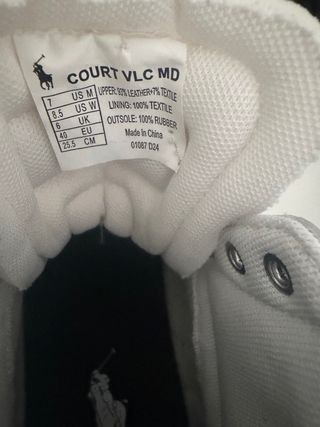 COURT VLC MD
7 US M
8.5 US W
6 UK
40 EU
25.5 CM
UPPER: 93% LEATHER+7% TEXTILE
LINING: 100% TEXTILE
OUTSOLE: 100% RUBBER
Made in China
01087 D24